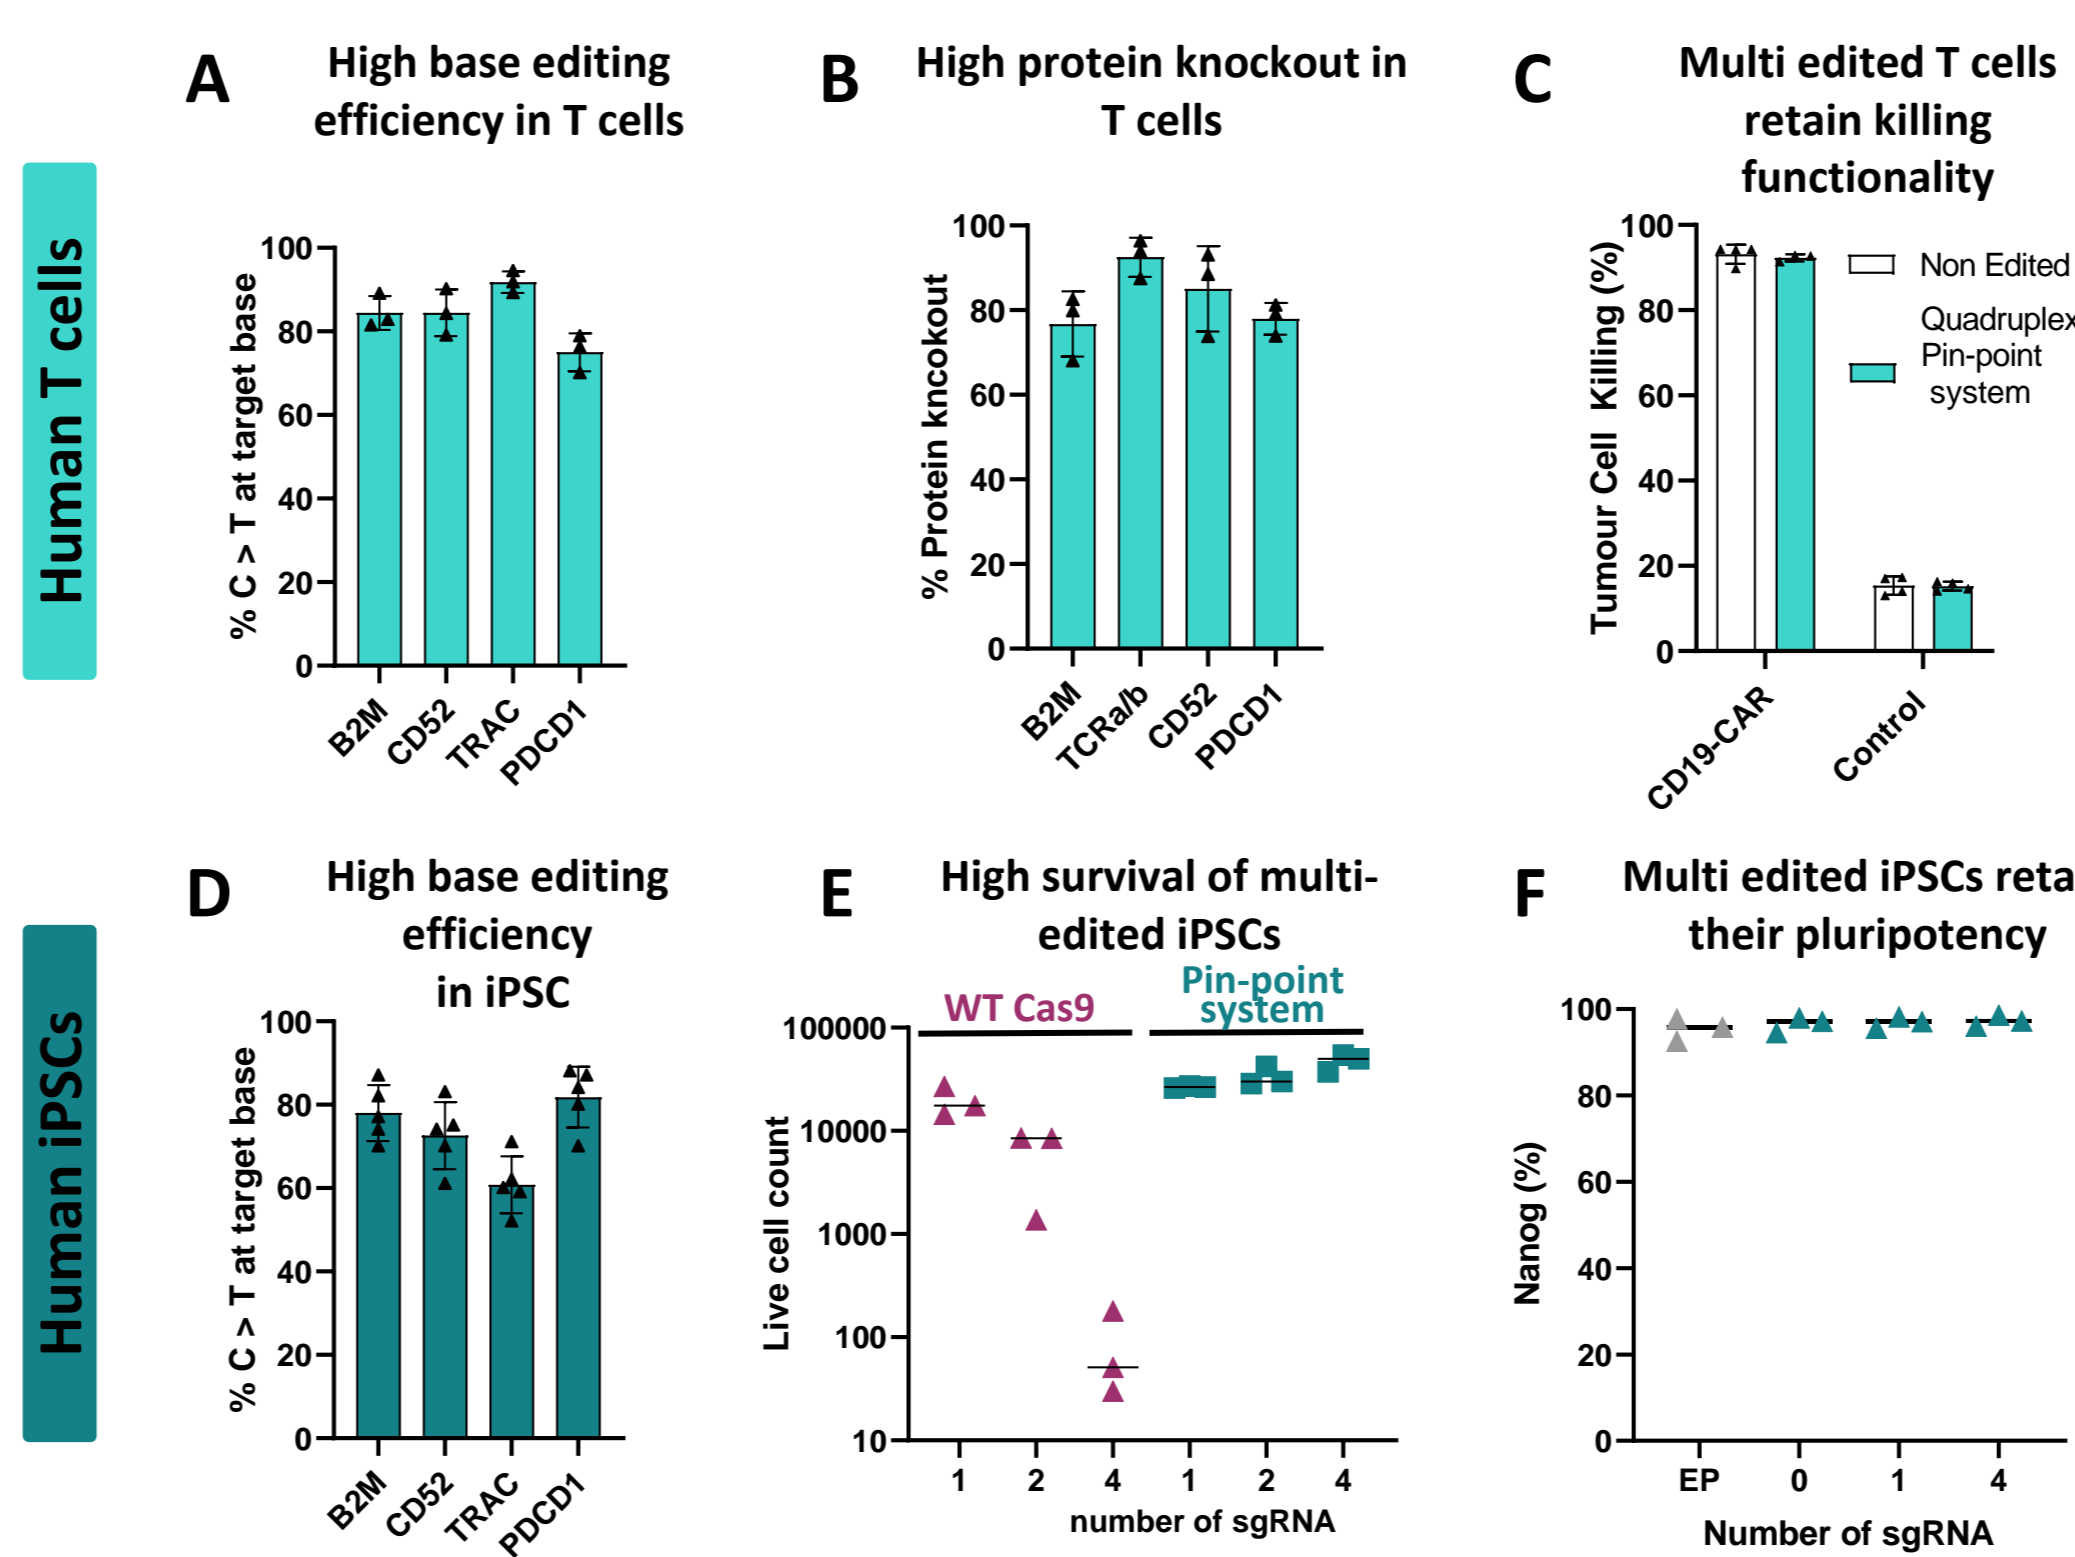 Human T cells
A
High base editing
efficiency in T cells
% C > T at target base
100
80
60
40
20
0
B2M
CD52
TRAC
PDCD1
B
High protein knockout in
T cells
% Protein kncokout
100
80
60
40
20
0
B2M
TCRa/b
CD52
PDCD1
C
Multi edited T cells
retain killing
functionality
Tumour Cell Killing (%)
100
80
60
40
20
0
CD19-CAR
Control
Non Edited
Quadruplex
Pin-point
system
Human iPSCs
D
High base editing
efficiency
in iPSC
% C > T at target base
100
80
60
40
20
0
B2M
CD52
TRAC
PDCD1
E
High survival of multi-
edited iPSCs
WT Cas9
Pin-point
system
Live cell count
100000
10000
1000
100
10
1 2 4 1 2 4
number of sgRNA
F
Multi edited iPSCs reta
their pluripotency
Nanog (%)
100
80
60
40
20
0
EP 0 1 4
Number of sgRNA